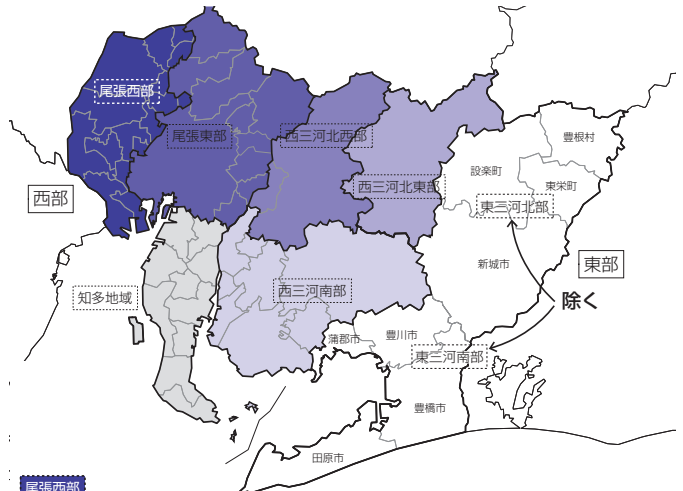 尾張西部
尾張東部
西三河北西部
豊根村
設楽町
西三河北東部
東栄町
西部
東三河北部
新城市
東部
知多地域
西三河南部
除く
蒲郡市
豊川市
東三河南部
豊橋市
田原市
尾張西部